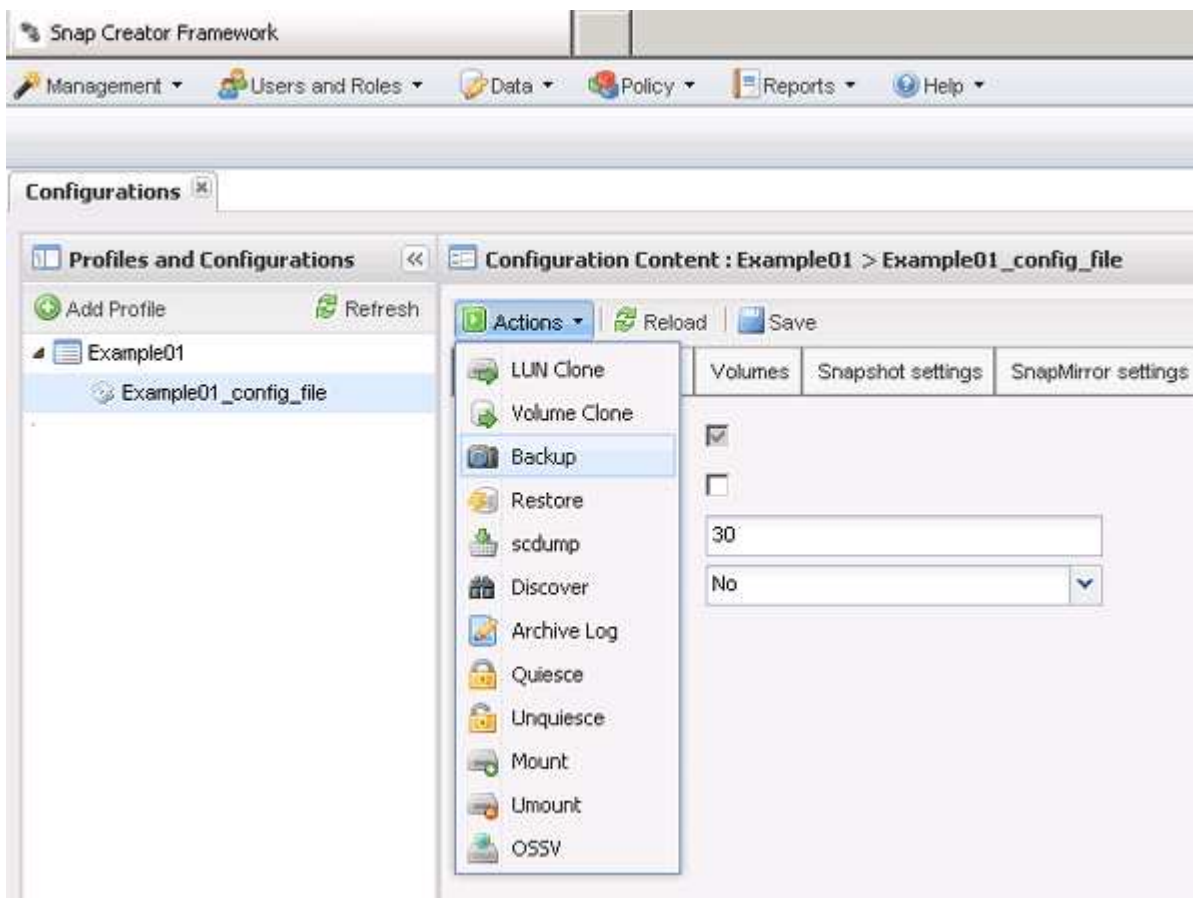 Snap Creator Framework
Management Users and Roles Data Policy Reports Help
Configurations
Profiles and Configurations
Configuration Content : Example01 > Example01_config_file
Add Profile Refresh
Actions Reload Save
Example01
Example01_config_file
Volumes Snapshot settings SnapMirror settings
LUN Clone
Volume Clone
Backup
Restore
scdump
Discover
Archive Log
Quiesce
Unquiesce
Mount
Umount
OSSV
30
No